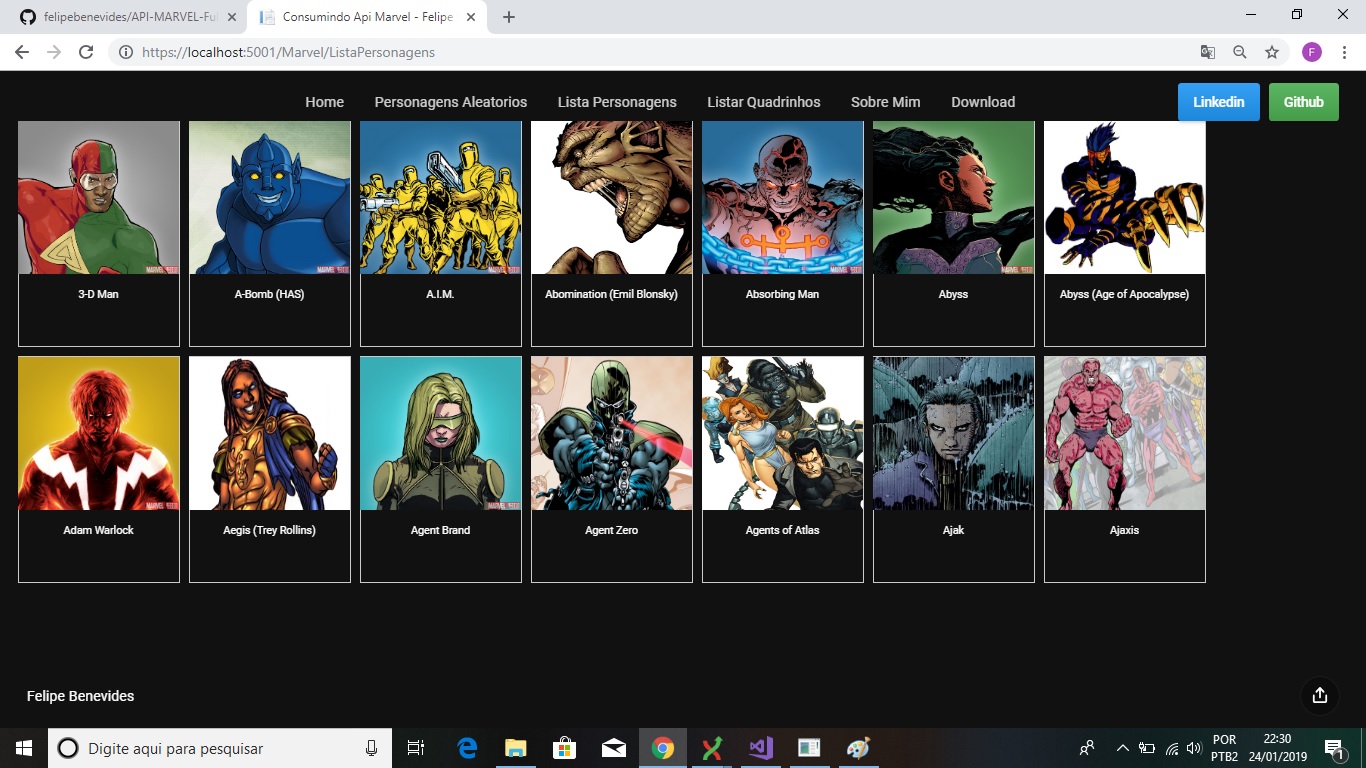 felipebenevides/API-MARVEL-Ful
Consumindo Api Marvel - Felipe
https://localhost:5001/Marvel/ListaPersonagens
F
Home
Personagens Aleatorios
Lista Personagens
Listar Quadrinhos
Sobre Mim
Download
Linkedin
Github
3-D Man
A-Bomb (HAS)
A.I.M.
Abomination (Emil Blonsky)
Absorbing Man
Abyss
Abyss (Age of Apocalypse)
Adam Warlock
Aegis (Trey Rollins)
Agent Brand
Agent Zero
Agents of Atlas
Ajak
Ajaxis
Felipe Benevides
Digite aqui para pesquisar
POR
PTB2
22:30
24/01/2019
1